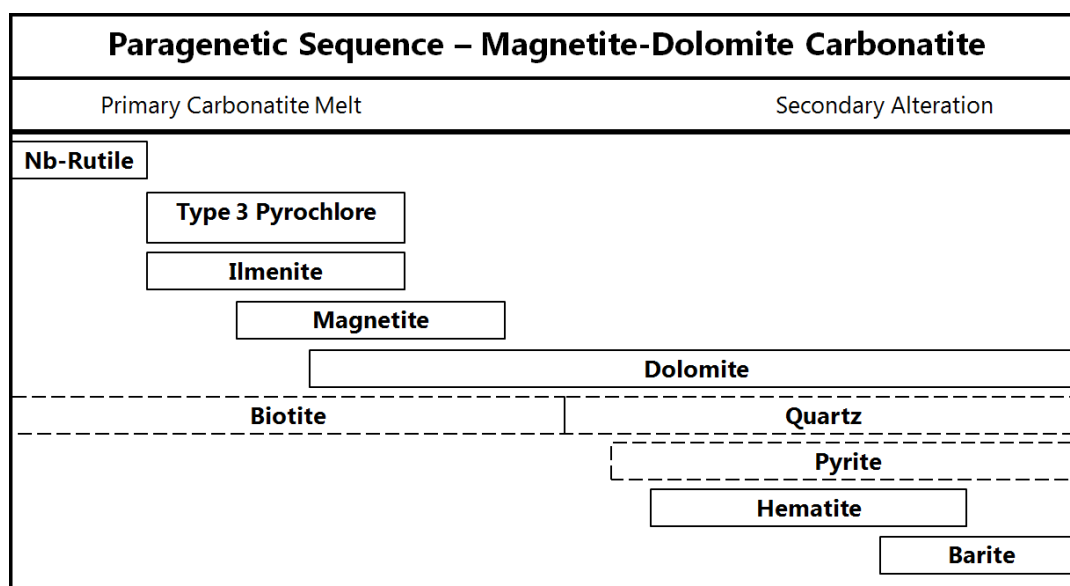 Paragenetic Sequence – Magnetite-Dolomite Carbonatite
Primary Carbonatite Melt
Secondary Alteration
Nb-Rutile
Type 3 Pyrochlore
Ilmenite
Magnetite
Dolomite
Biotite
Quartz
Pyrite
Hematite
Barite